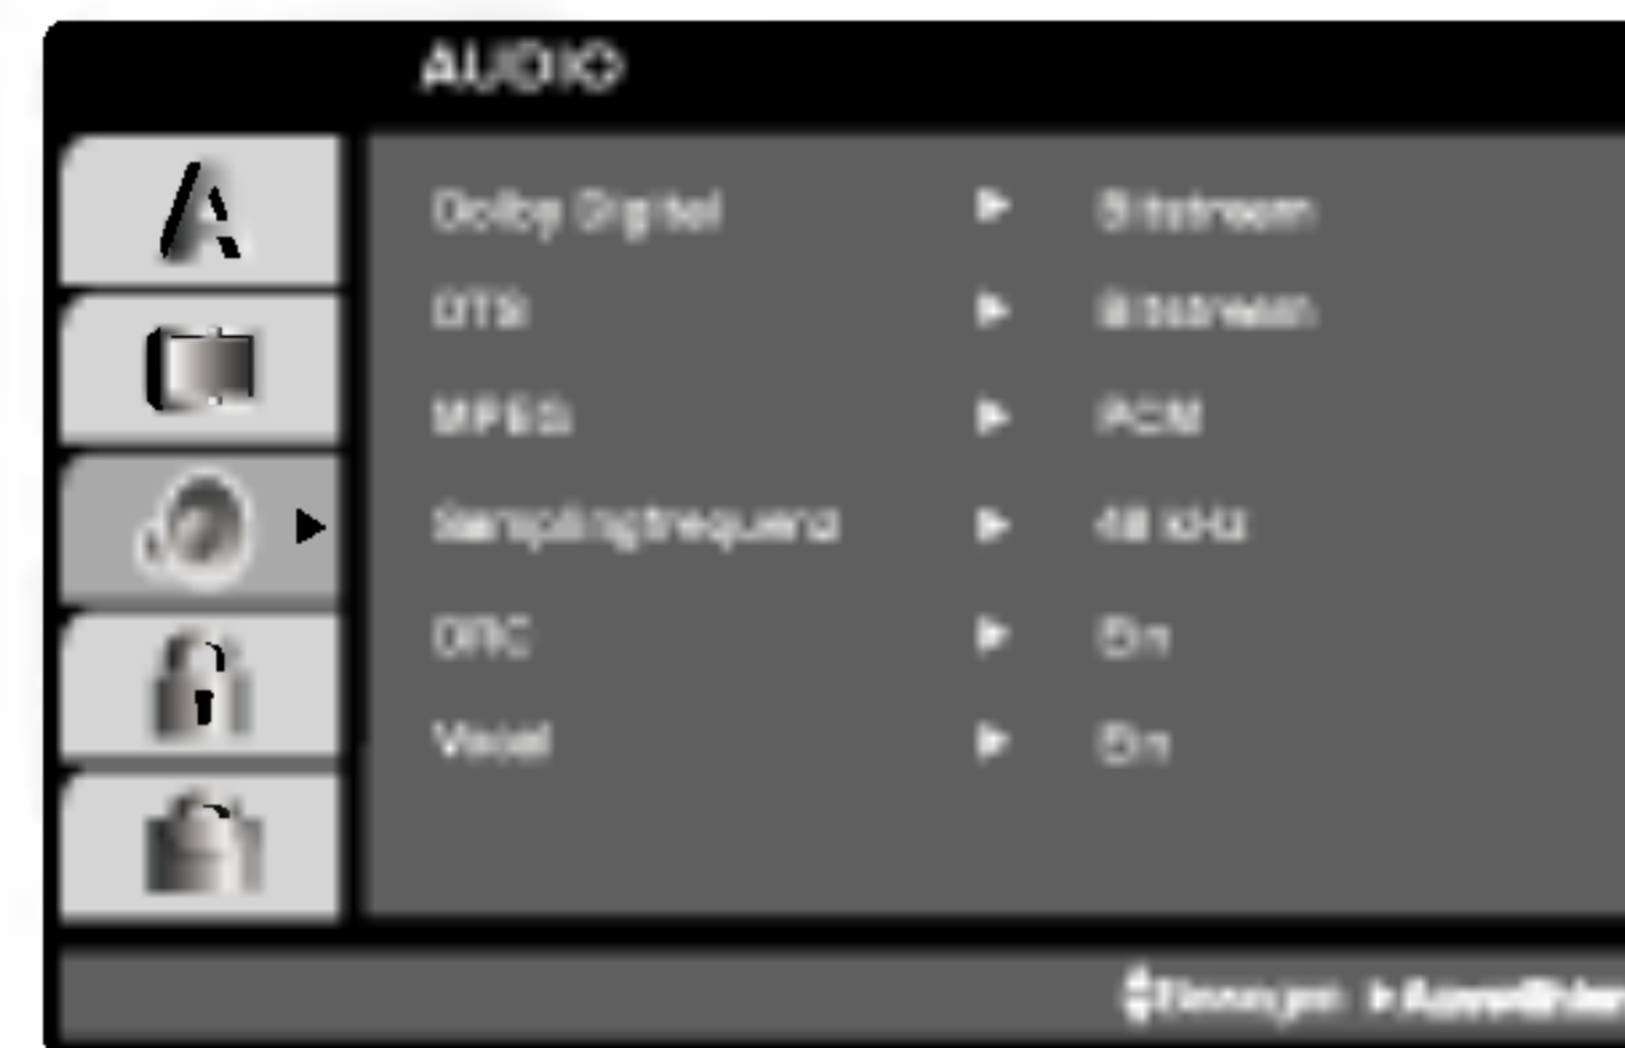 AUDIO
Dolby Digital ▶ Bitstream
DTS ▶ Bitstream
MPEG ▶ PCM
Samplingfrequenz ▶ 48 kHz
DRC ▶ On
Vocal ▶ On